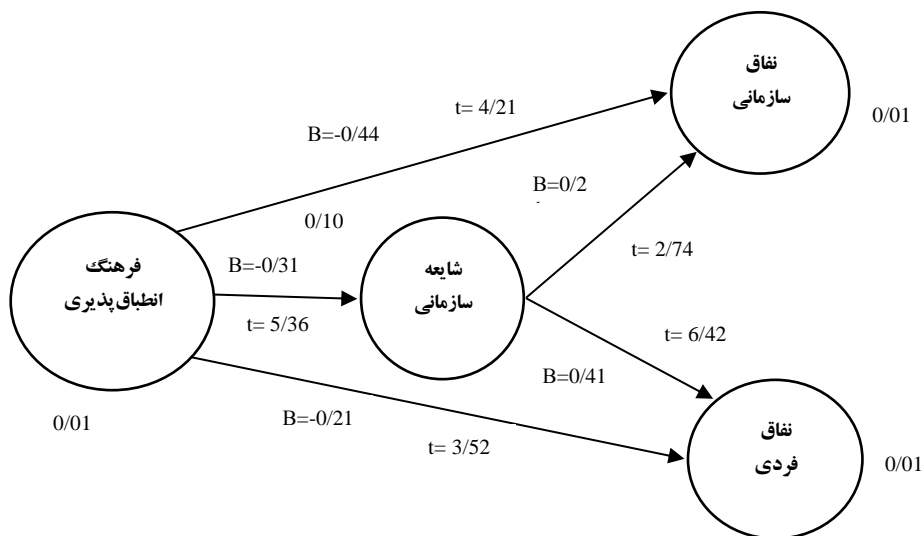 نفاق
سازمانی
0/01
t= 4/21
B=-0/44
B=0/2
0/10
t= 2/74
فرهنگ
انطباق‌پذیری
B=-0/31
t= 5/36
شایعه
سازمانی
t= 6/42
B=0/41
0/01
B=-0/21
t= 3/52
نفاق
فردی
0/01